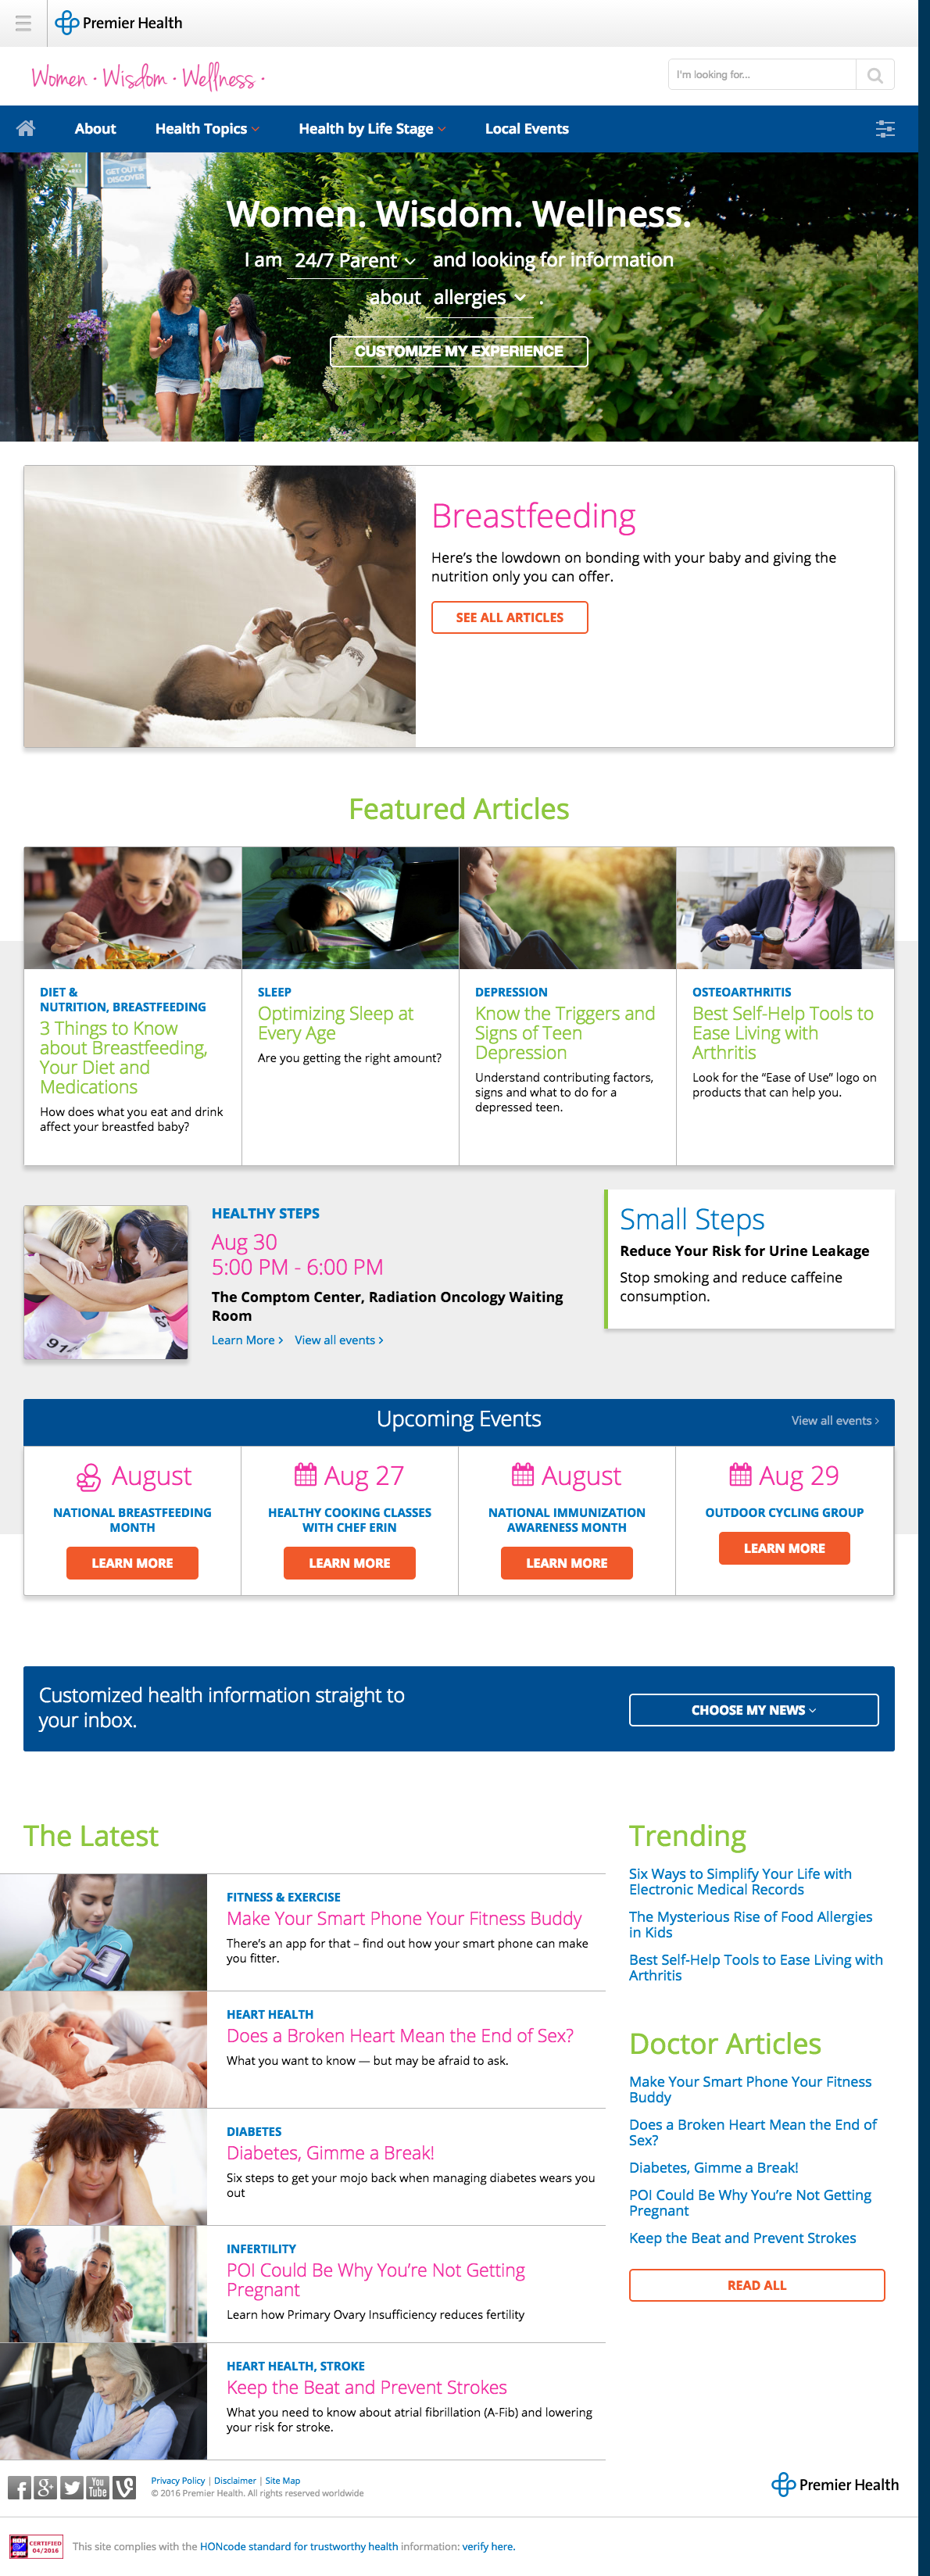 Premier Health
Women · Wisdom · Wellness ·
I'm looking for...
About
Health Topics
Health by Life Stage
Local Events
GET OUT &
DISCOVER
Women. Wisdom. Wellness.
I am 24/7 Parent and looking for information
about allergies .
CUSTOMIZE MY EXPERIENCE
Breastfeeding
Here’s the lowdown on bonding with your baby and giving the
nutrition only you can offer.
SEE ALL ARTICLES
Featured Articles
DIET &
NUTRITION, BREASTFEEDING
3 Things to Know
about Breastfeeding,
Your Diet and
Medications
How does what you eat and drink
affect your breastfed baby?
SLEEP
Optimizing Sleep at
Every Age
Are you getting the right amount?
DEPRESSION
Know the Triggers and
Signs of Teen
Depression
Understand contributing factors,
signs and what to do for a
depressed teen.
OSTEOARTHRITIS
Best Self-Help Tools to
Ease Living with
Arthritis
Look for the “Ease of Use” logo on
products that can help you.
HEALTHY STEPS
Aug 30
5:00 PM - 6:00 PM
The Comptom Center, Radiation Oncology Waiting
Room
Learn More > View all events >
Small Steps
Reduce Your Risk for Urine Leakage
Stop smoking and reduce caffeine
consumption.
Upcoming Events
View all events >
August
NATIONAL BREASTFEEDING
MONTH
LEARN MORE
Aug 27
HEALTHY COOKING CLASSES
WITH CHEF ERIN
LEARN MORE
August
NATIONAL IMMUNIZATION
AWARENESS MONTH
LEARN MORE
Aug 29
OUTDOOR CYCLING GROUP
LEARN MORE
Customized health information straight to
your inbox.
CHOOSE MY NEWS
The Latest
FITNESS & EXERCISE
Make Your Smart Phone Your Fitness Buddy
There’s an app for that – find out how your smart phone can make
you fitter.
HEART HEALTH
Does a Broken Heart Mean the End of Sex?
What you want to know — but may be afraid to ask.
DIABETES
Diabetes, Gimme a Break!
Six steps to get your mojo back when managing diabetes wears you
out
INFERTILITY
POI Could Be Why You’re Not Getting
Pregnant
Learn how Primary Ovary Insufficiency reduces fertility
HEART HEALTH, STROKE
Keep the Beat and Prevent Strokes
What you need to know about atrial fibrillation (A-Fib) and lowering
your risk for stroke.
Trending
Six Ways to Simplify Your Life with
Electronic Medical Records
The Mysterious Rise of Food Allergies
in Kids
Best Self-Help Tools to Ease Living with
Arthritis
Doctor Articles
Make Your Smart Phone Your Fitness
Buddy
Does a Broken Heart Mean the End of
Sex?
Diabetes, Gimme a Break!
POI Could Be Why You’re Not Getting
Pregnant
Keep the Beat and Prevent Strokes
READ ALL
You
Tube
Privacy Policy | Disclaimer | Site Map
© 2016 Premier Health. All rights reserved worldwide
Premier Health
HON
CODE
CERTIFIED
04/2016
This site complies with the HONcode standard for trustworthy health information: verify here.